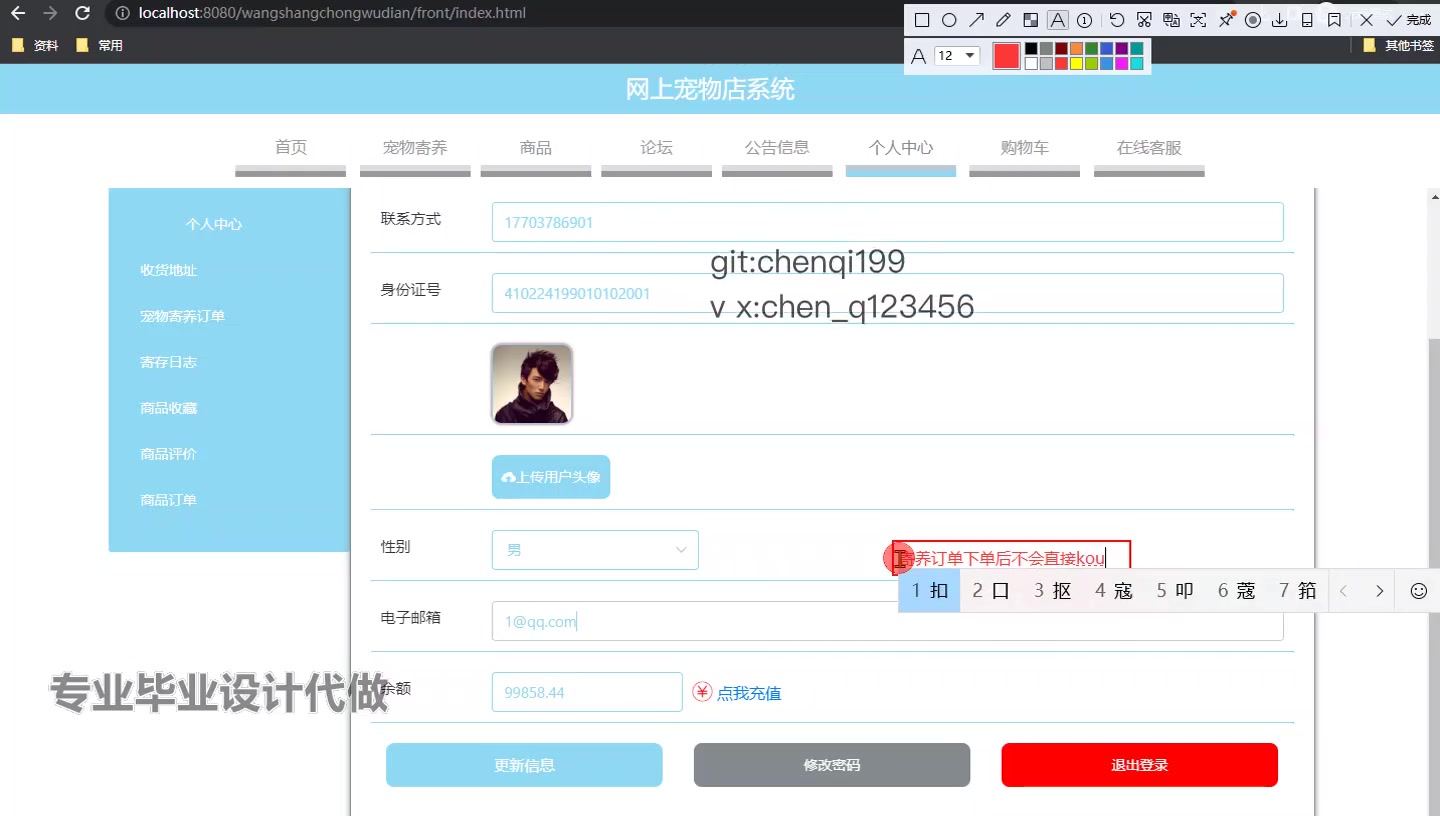 localhost:8080/wangshangchongwudian/front/index.html
完成
资料
常用
其他书签
A 12
网上宠物店系统
首页
宠物寄养
商品
论坛
公告信息
个人中心
购物车
在线客服
个人中心
收货地址
宠物寄养订单
寄存日志
商品收藏
商品评价
商品订单
联系方式
17703786901
git:chenqi199
身份证号
410224199010102001
v x:chen_q123456
上传用户头像
性别
男
养订单下单后不会直接kou
1 扣 2 口 3 抠 4 寇 5 叩 6 蔻 7 筘
电子邮箱
1@qq.com
专业毕业设计代做
余额
99858.44
¥ 点我充值
更新信息
修改密码
退出登录